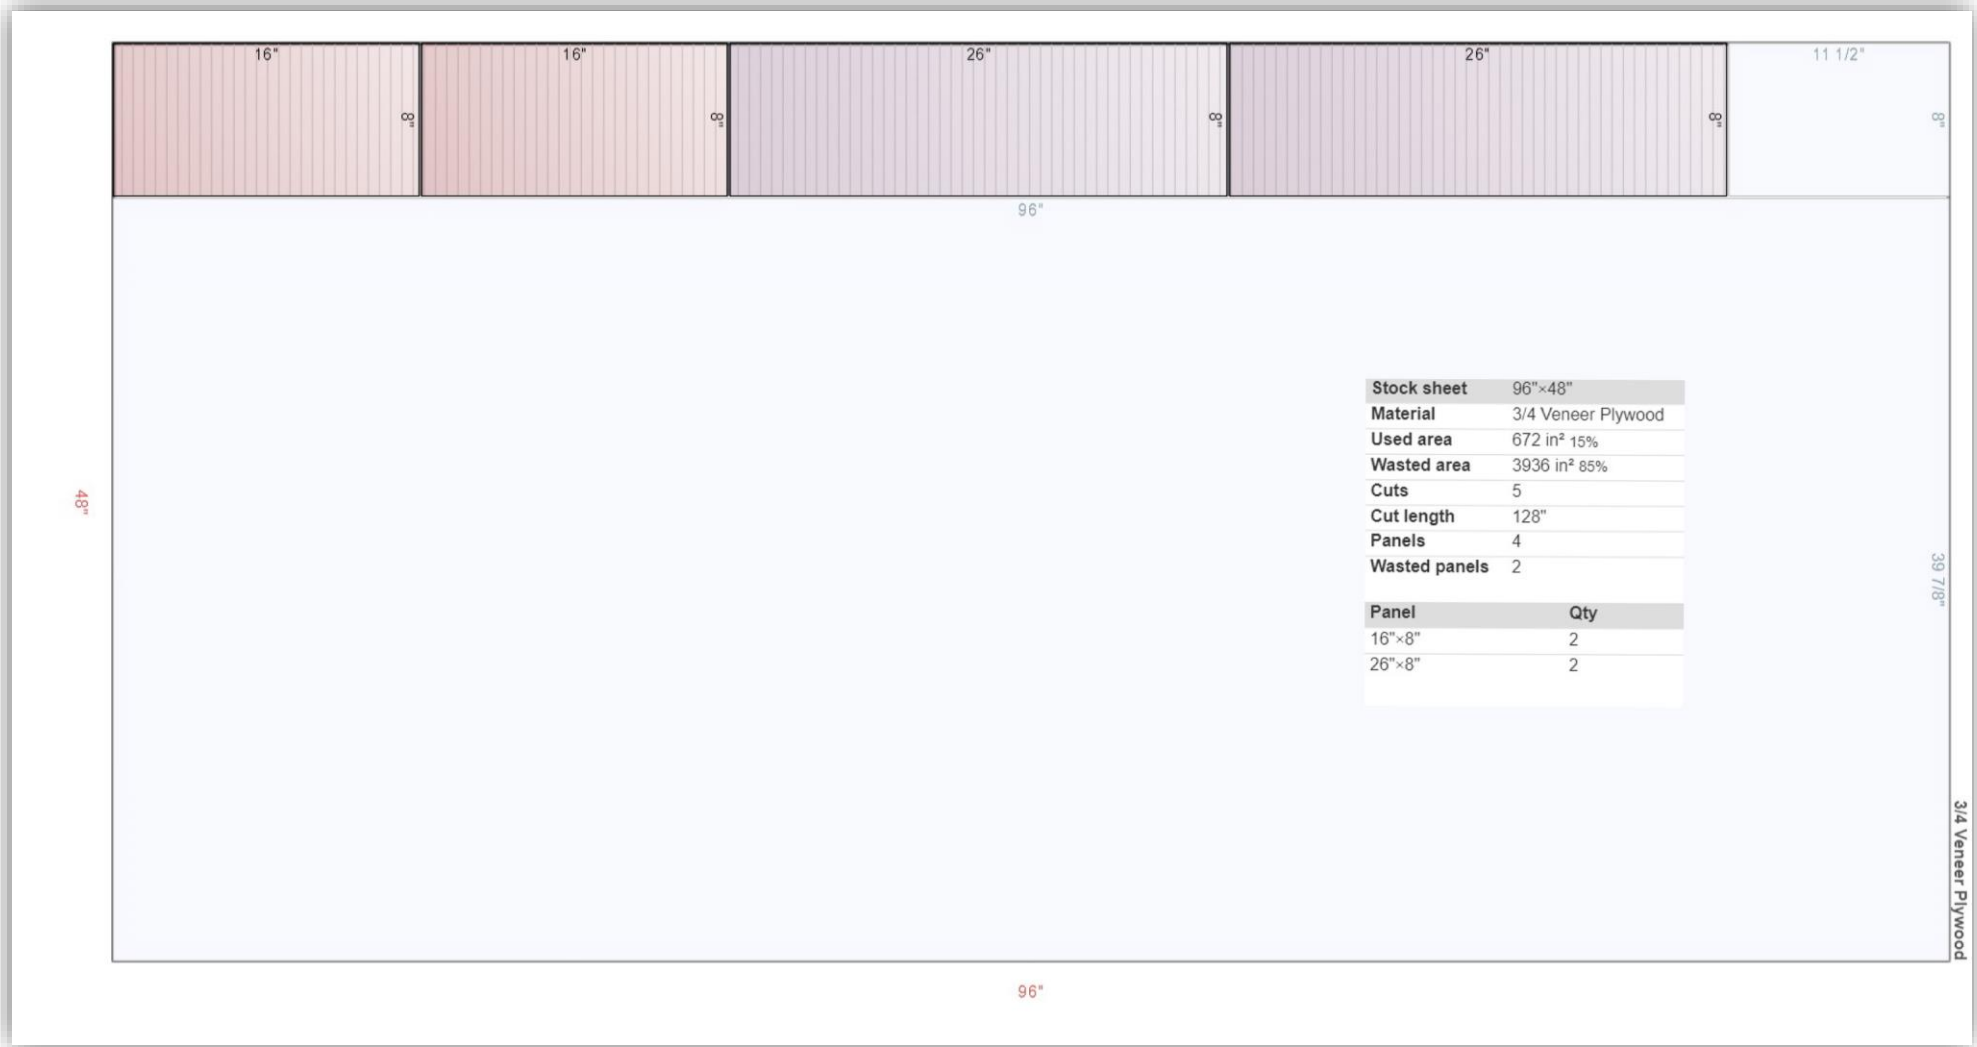 16" 16" 26" 26" 11 1/2"
8" 8" 8" 8" 8"
96"
Stock sheet 96"×48"
Material 3/4 Veneer Plywood
Used area 672 in² 15%
Wasted area 3936 in² 85%
Cuts 5
48"
Cut length 128"
Panels 4
Wasted panels 2
39 7/8"
Panel Qty
16"×8" 2
26"×8" 2
3/4 Veneer Plywood
96"